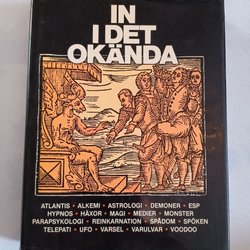 IN
I DET
OKÄNDA
ATLANTIS • ALKEMI • ASTROLOGI • DEMONER • ESP
HYPNOS • HÄXOR • MAGI • MEDIER • MONSTER
PARAPSYKOLOGI • REINKARNATION • SPÅDOM • SPÖKEN
TELEPATI • UFO • VARSEL • VARULVAR • VOODOO